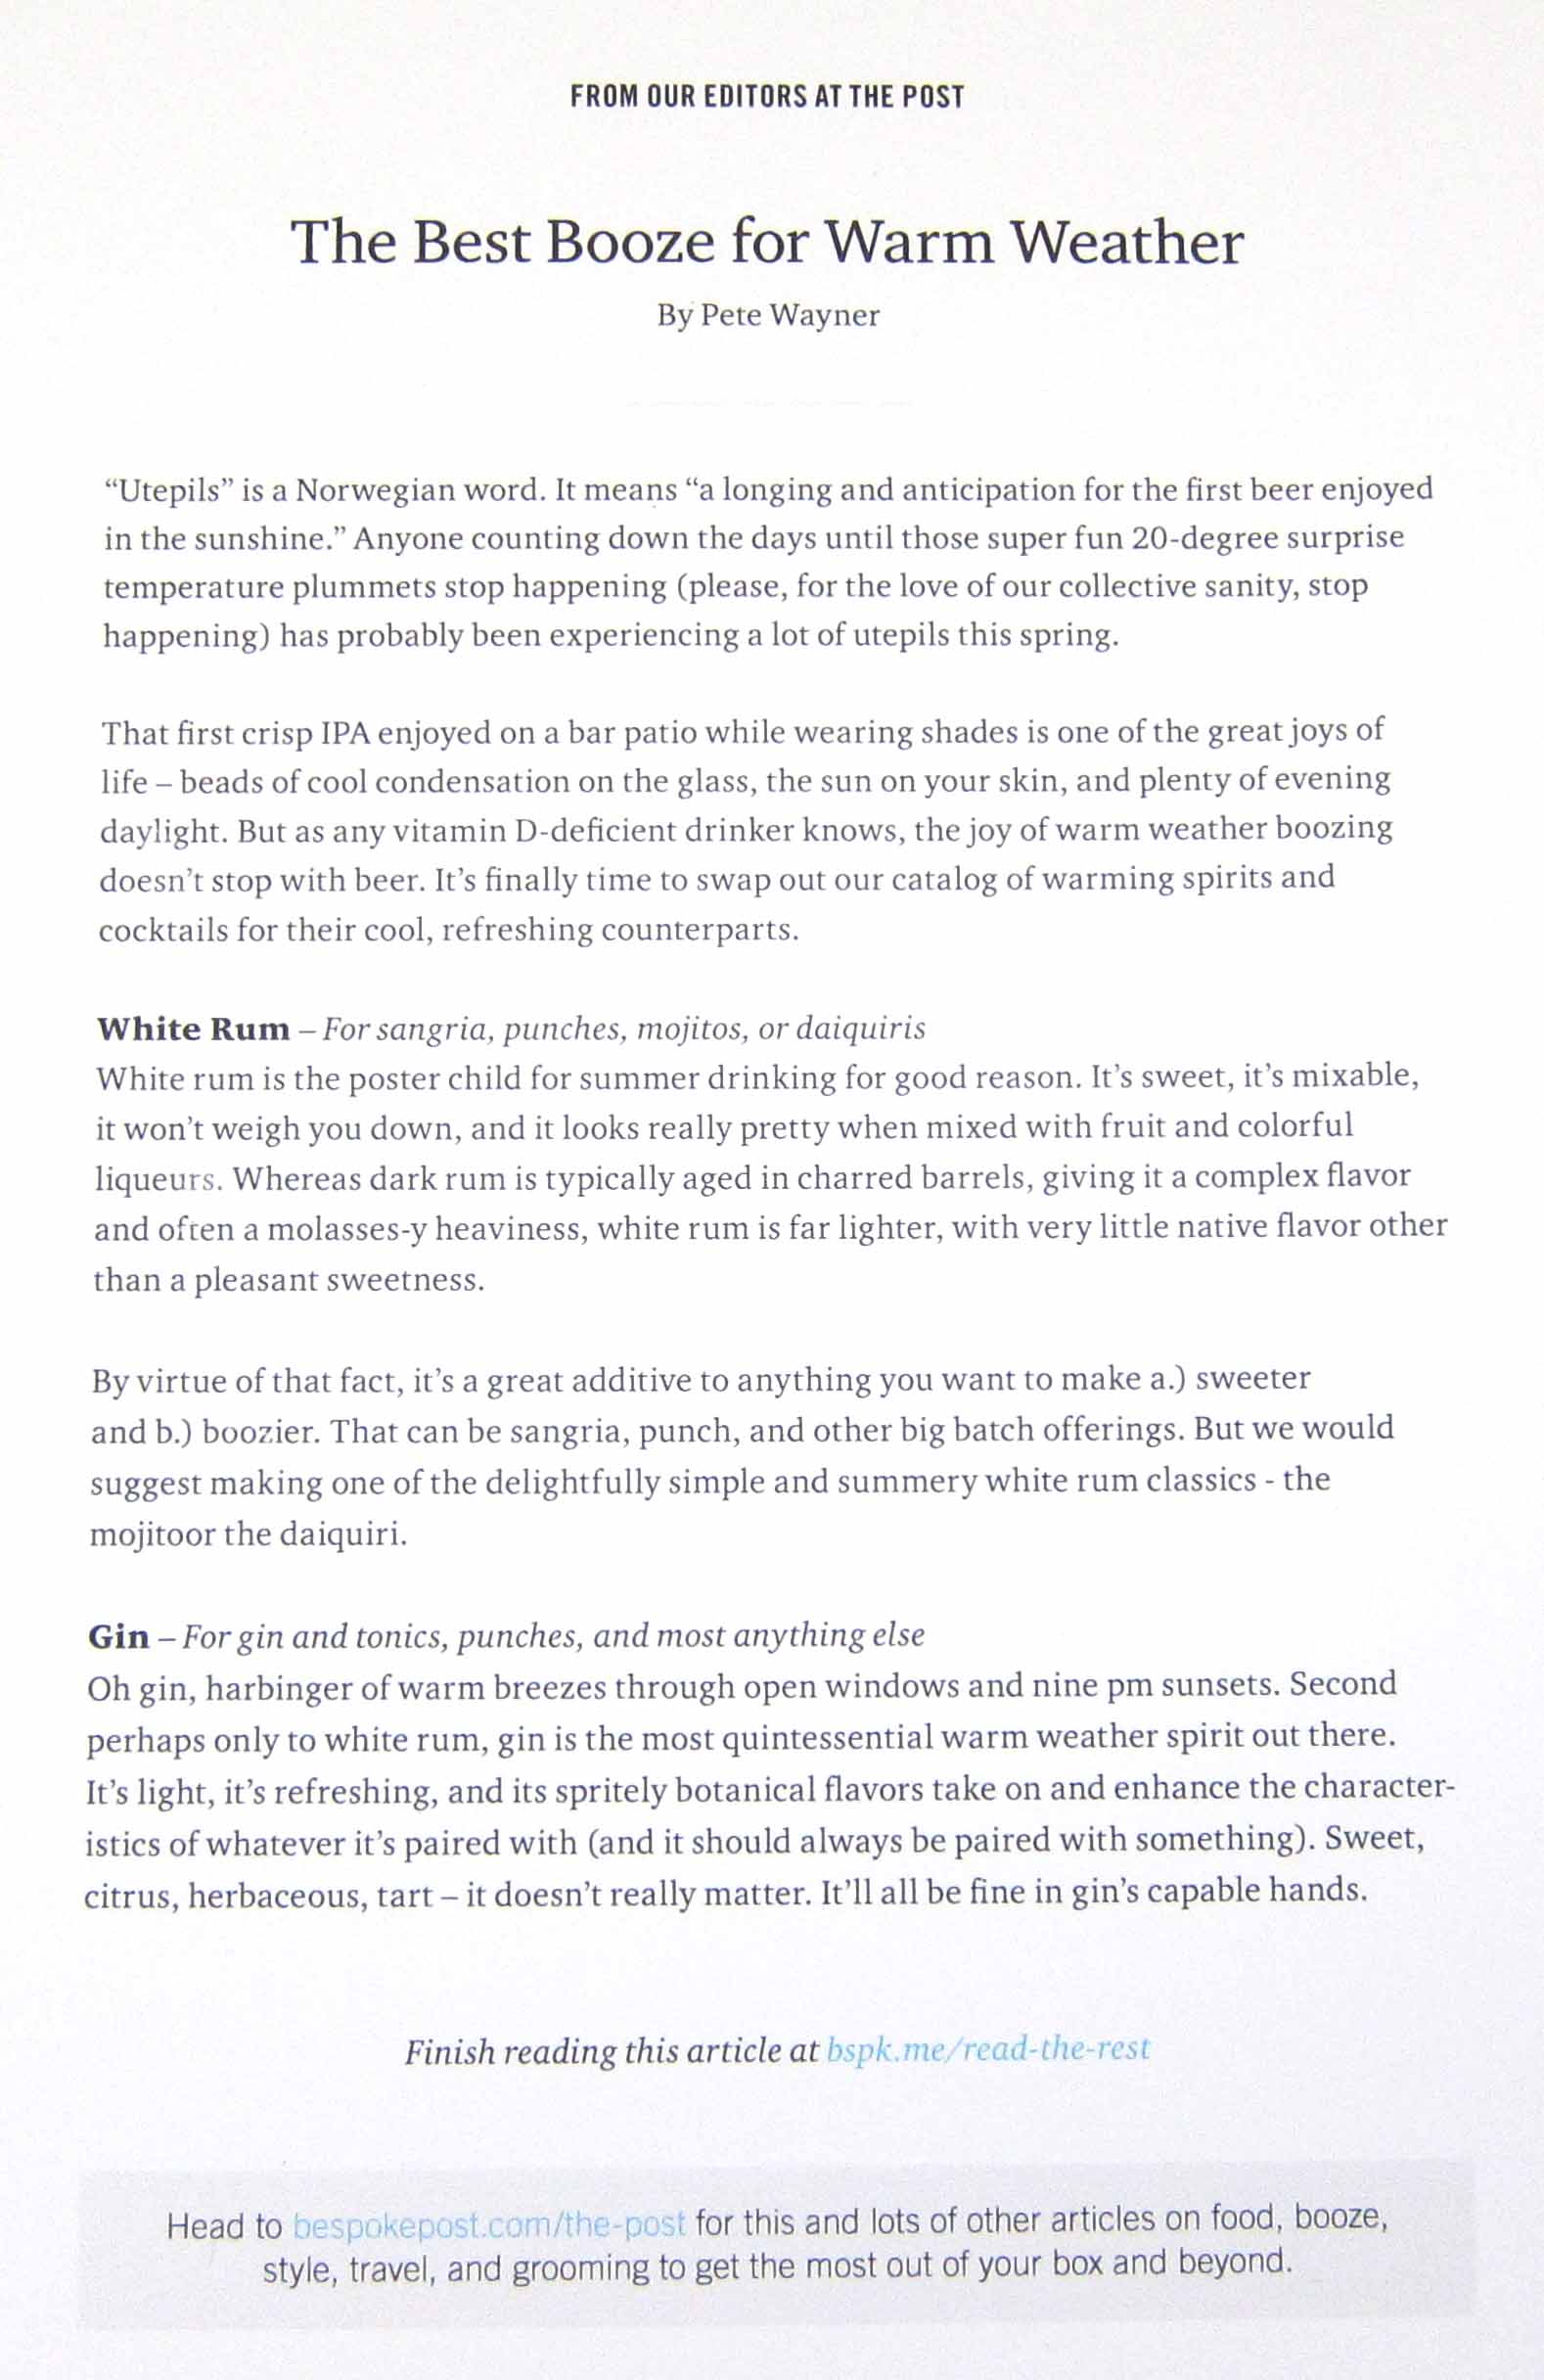 FROM OUR EDITORS AT THE POST
The Best Booze for Warm Weather
By Pete Wayner
“Utepils” is a Norwegian word. It means “a longing and anticipation for the first beer enjoyed
in the sunshine.” Anyone counting down the days until those super fun 20-degree surprise
temperature plummets stop happening (please, for the love of our collective sanity, stop
happening) has probably been experiencing a lot of utepils this spring.
That first crisp IPA enjoyed on a bar patio while wearing shades is one of the great joys of
life – beads of cool condensation on the glass, the sun on your skin, and plenty of evening
daylight. But as any vitamin D-deficient drinker knows, the joy of warm weather boozing
doesn’t stop with beer. It’s finally time to swap out our catalog of warming spirits and
cocktails for their cool, refreshing counterparts.
White Rum – For sangria, punches, mojitos, or daiquiris
White rum is the poster child for summer drinking for good reason. It’s sweet, it’s mixable,
it won’t weigh you down, and it looks really pretty when mixed with fruit and colorful
liqueurs. Whereas dark rum is typically aged in charred barrels, giving it a complex flavor
and often a molasses-y heaviness, white rum is far lighter, with very little native flavor other
than a pleasant sweetness.
By virtue of that fact, it’s a great additive to anything you want to make a.) sweeter
and b.) boozier. That can be sangria, punch, and other big batch offerings. But we would
suggest making one of the delightfully simple and summery white rum classics - the
mojitoor the daiquiri.
Gin – For gin and tonics, punches, and most anything else
Oh gin, harbinger of warm breezes through open windows and nine pm sunsets. Second
perhaps only to white rum, gin is the most quintessential warm weather spirit out there.
It’s light, it’s refreshing, and its spritely botanical flavors take on and enhance the character-
istics of whatever it’s paired with (and it should always be paired with something). Sweet,
citrus, herbaceous, tart – it doesn’t really matter. It’ll all be fine in gin’s capable hands.
Finish reading this article at bspk.me/read-the-rest
Head to bespokepost.com/the-post for this and lots of other articles on food, booze,
style, travel, and grooming to get the most out of your box and beyond.